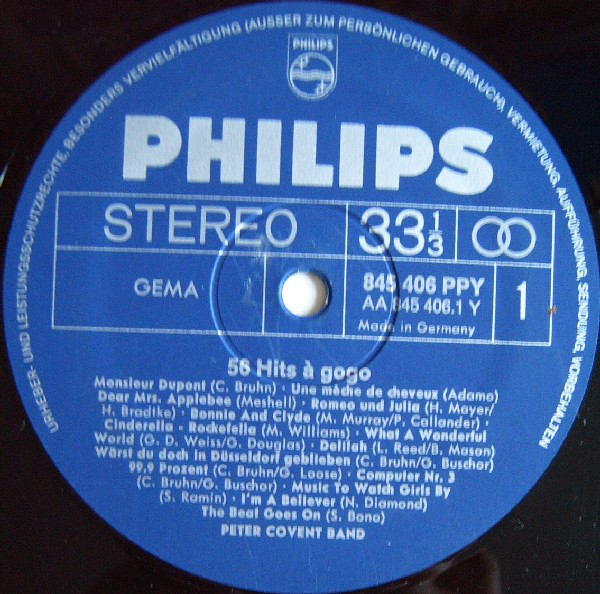 URHEBER- UND LEISTUNGSSCHUTZRECHTE, BESONDERS VERVIELFÄLTIGUNG (AUSSER ZUM PERSÖNLICHEN GEBRAUCH), VERMIETUNG, AUFFÜHRUNG, SENDUNG, VORBEHALTEN
PHILIPS
PHILIPS
STEREO 33 1/3
GEMA 845 406 PPY 1
AA 845 406.1 Y
Made in Germany
56 Hits à gogo
Monsieur Dupont (C. Bruhn) · Une mèche de cheveux (Adamo)
Dear Mrs. Applebee (Meshell) · Romeo und Julia (H. Mayer/
H. Bradtke) · Bonnie And Clyde (M. Murray/P. Callander) ·
Cinderella - Rockefella (M. Williams) · What A Wonderful
World (G. D. Weiss/G. Douglas) · Delilah (L. Reed/B. Mason)
Wärst du doch in Düsseldorf geblieben (C. Bruhn/G. Buschor)
99,9 Prozent (C. Bruhn/G. Loose) · Computer Nr. 3
(C. Bruhn/G. Buschor) · Music To Watch Girls By
(S. Ramin) · I'm A Believer (N. Diamond)
The Beat Goes On (S. Bono)
PETER COVENT BAND